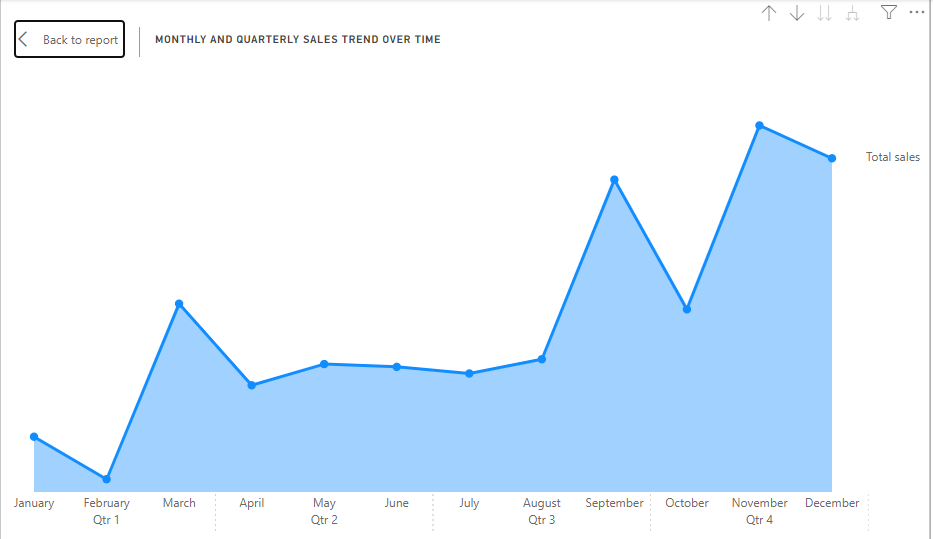 Back to report
MONTHLY AND QUARTERLY SALES TREND OVER TIME
Total sales
January February March April May June July August September October November December
Qtr 1 Qtr 2 Qtr 3 Qtr 4